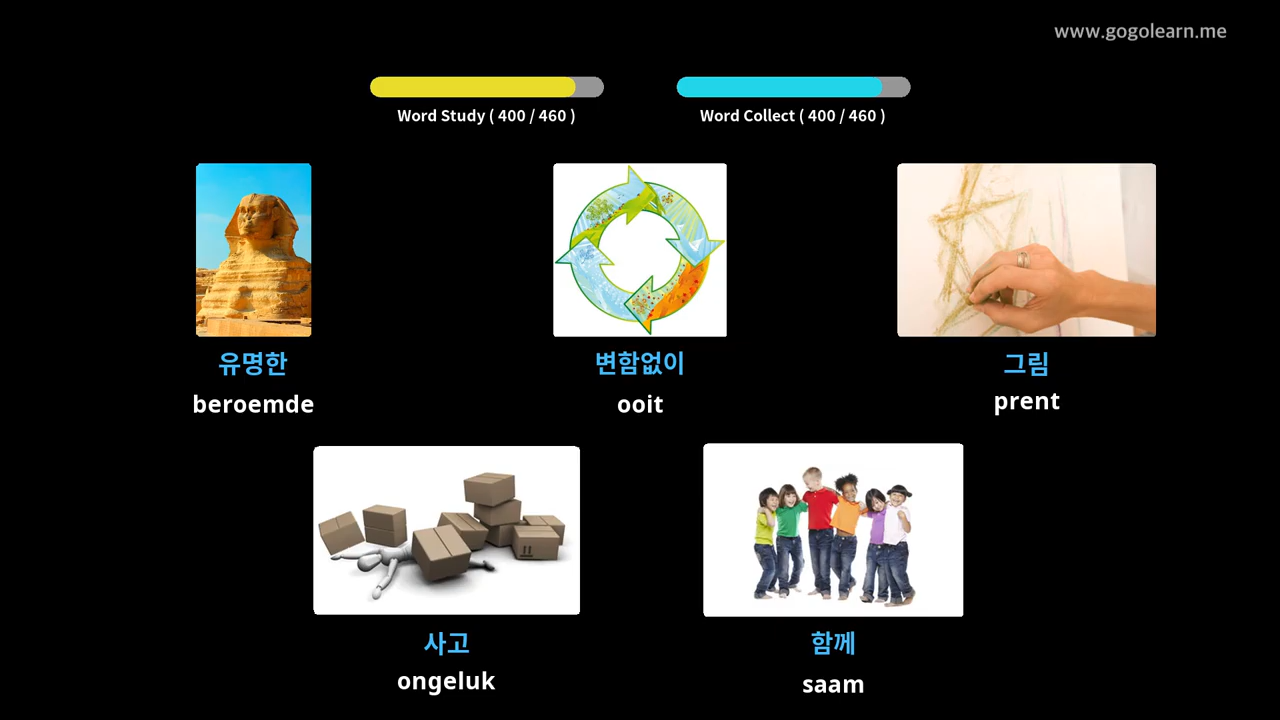 www.gogolearn.me
Word Study ( 400 / 460 )
Word Collect ( 400 / 460 )
유명한
beroemde
변함없이
ooit
그림
prent
사고
ongeluk
함께
saam